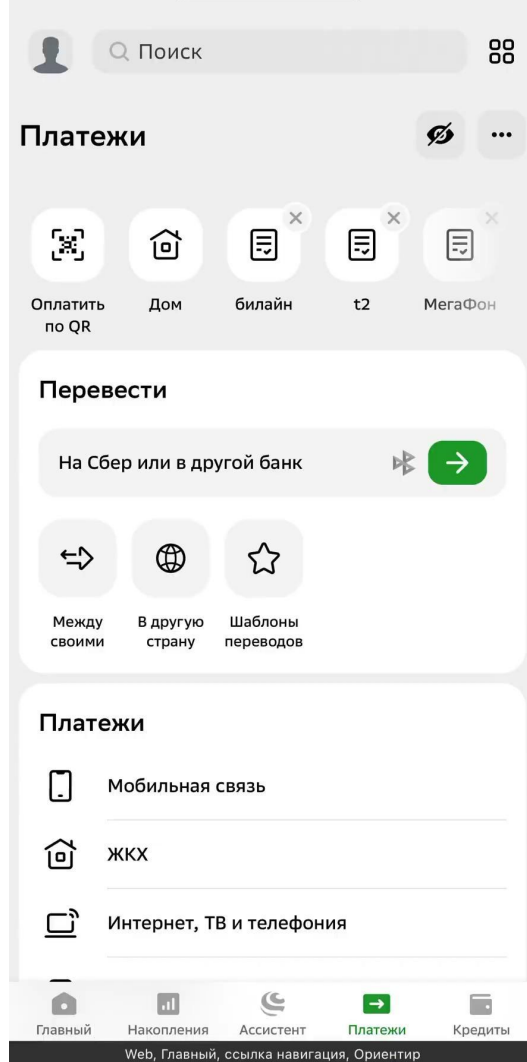 Поиск
Платежи
Оплатить
по QR
Дом
билайн
t2
МегаФон
Перевести
На Сбер или в другой банк
Между
своими
В другую
страну
Шаблоны
переводов
Платежи
Мобильная связь
ЖКХ
Интернет, ТВ и телефония
Главный
Накопления
Ассистент
Платежи
Кредиты
Web, Главный, ссылка навигация, Ориентир